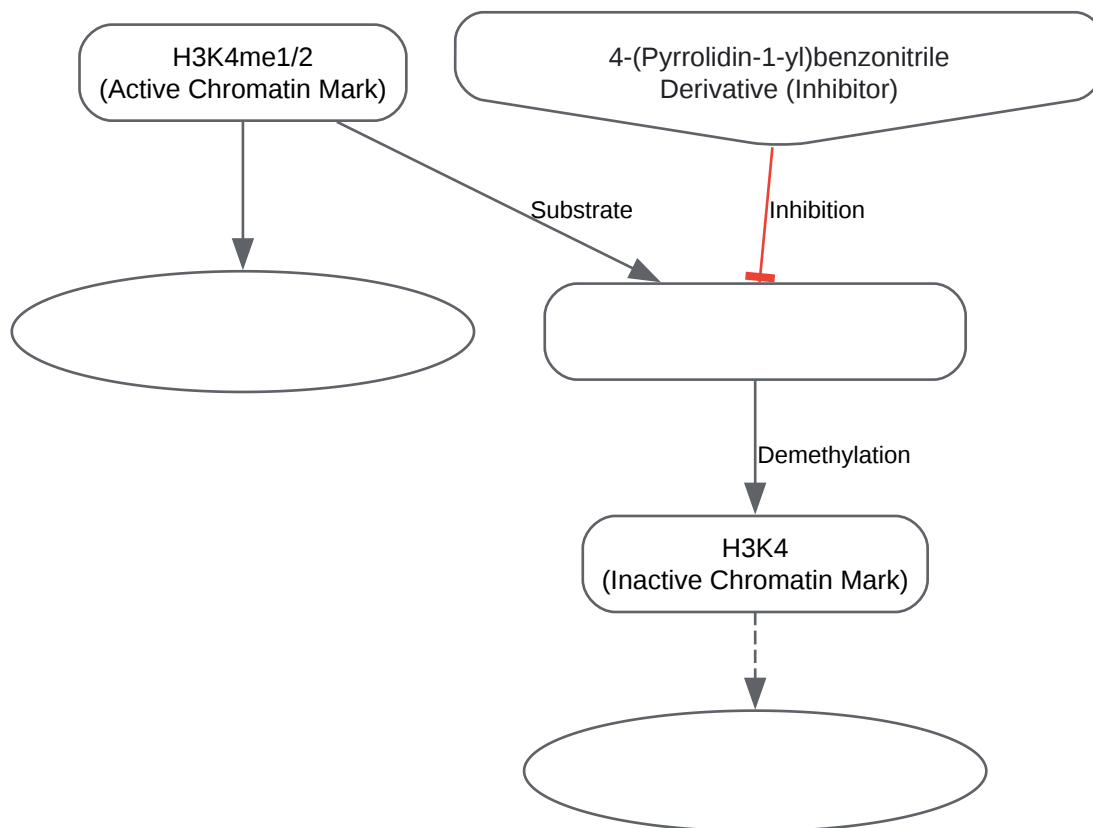 H3K4me1/2
(Active Chromatin Mark)
4-(Pyrrolidin-1-yl)benzonitrile
Derivative (Inhibitor)
Substrate
Inhibition
Demethylation
H3K4
(Inactive Chromatin Mark)